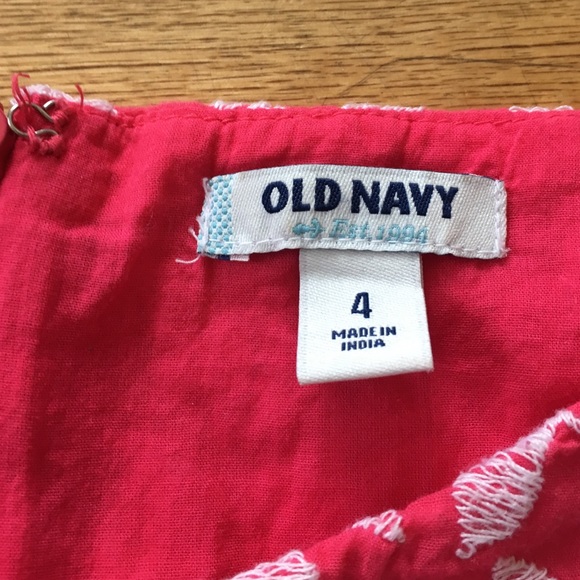 OLD NAVY
Est. 1994
4
MADE IN
INDIA